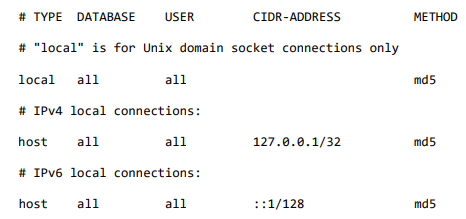 # TYPE  DATABASE    USER        CIDR-ADDRESS          METHOD
# "local" is for Unix domain socket connections only
local   all         all                               md5
# IPv4 local connections:
host    all         all         127.0.0.1/32          md5
# IPv6 local connections:
host    all         all         ::1/128               md5